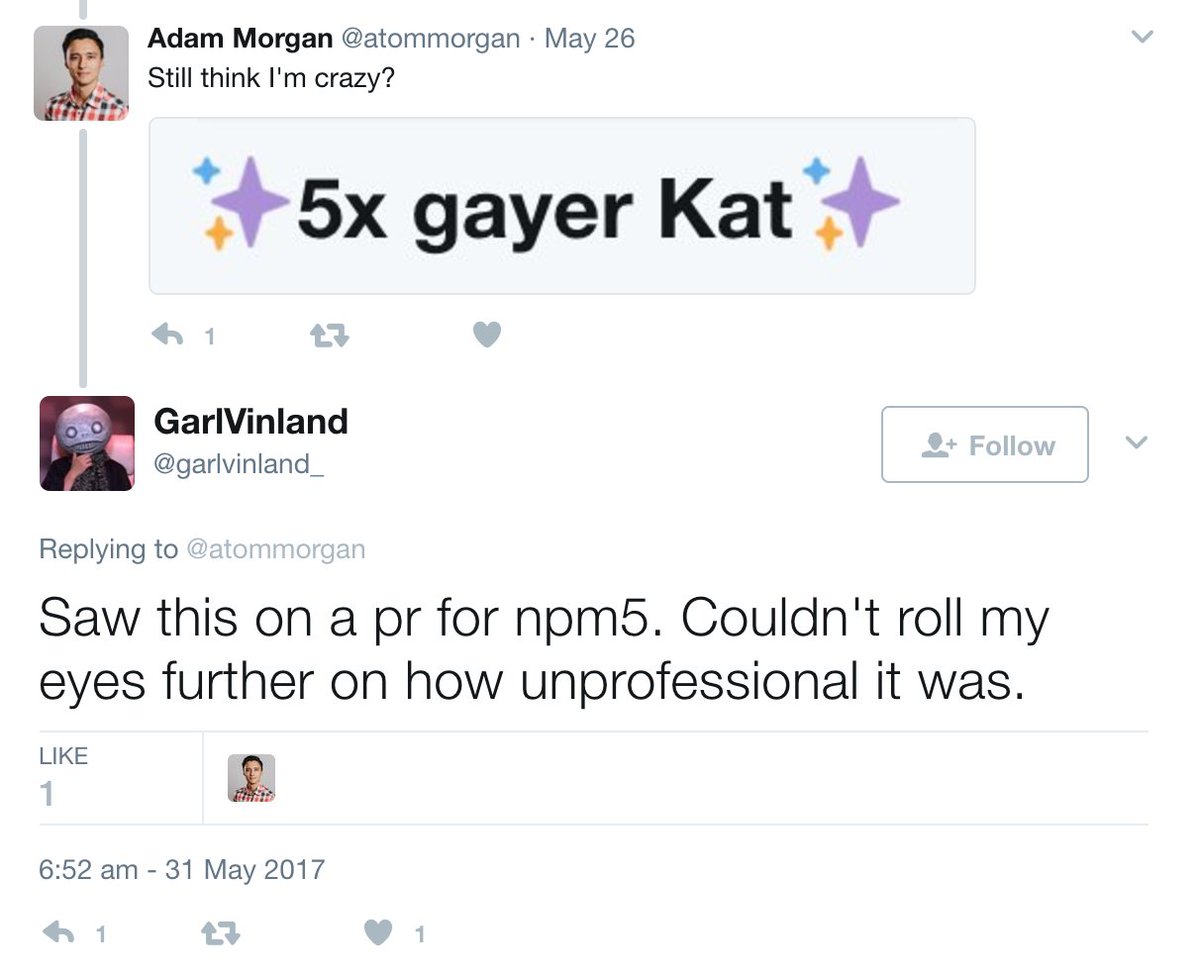 Adam Morgan @atommorgan · May 26
Still think I'm crazy?
✨5x gayer Kat✨
1
GarlVinland
@garlvinland_
Follow
Replying to @atommorgan
Saw this on a pr for npm5. Couldn't roll my
eyes further on how unprofessional it was.
LIKE
1
6:52 am - 31 May 2017
1
1